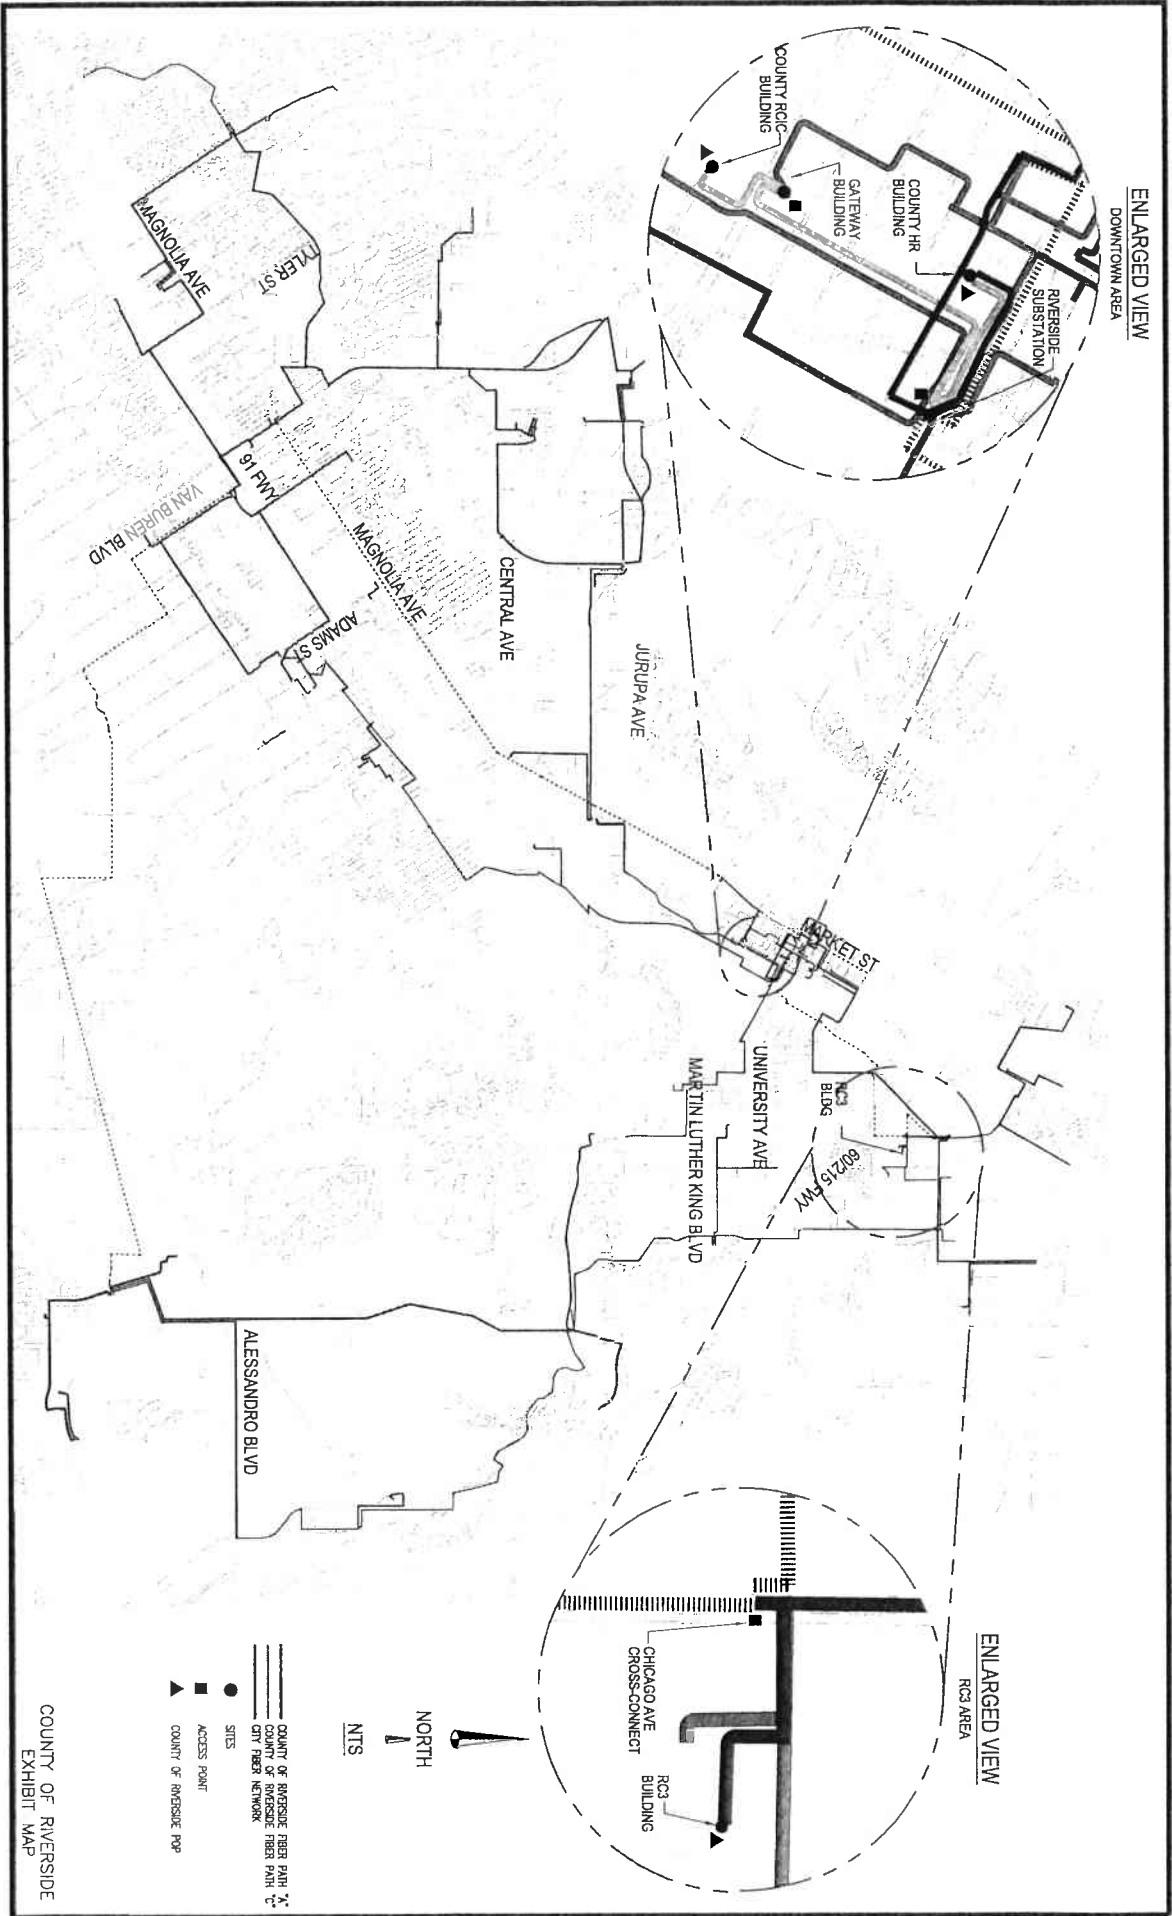 ENLARGED VIEW
DOWNTOWN AREA
COUNTY RCIC
BUILDING
GATEWAY
BUILDING
COUNTY HR
BUILDING
RIVERSIDE
SUBSTATION
MAGNOLIA AVE
TYLER ST
91 FWY
VAN BUREN BLVD
MAGNOLIA AVE
ADAMS ST
CENTRAL AVE
JURUPA AVE
MARKET ST
UNIVERSITY AVE
MARTIN LUTHER KING BLVD
RC3
BLDG
60/215 FWY
ALESSANDRO BLVD
ENLARGED VIEW
RC3 AREA
CHICAGO AVE
CROSS-CONNECT
RC3
BUILDING
NORTH
NTS
COUNTY OF RIVERSIDE FIBER PATH "A"
COUNTY OF RIVERSIDE FIBER PATH "C"
CITY FIBER NETWORK
SITES
ACCESS POINT
COUNTY OF RIVERSIDE POP
COUNTY OF RIVERSIDE
EXHIBIT MAP